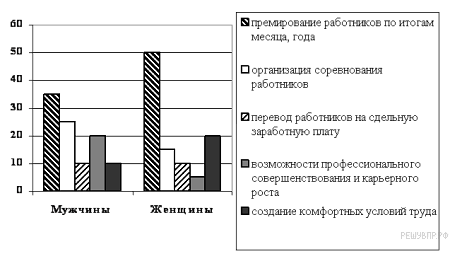 60
50
40
30
20
10
0
Мужчины
Женщины
премирование работников по итогам
месяца, года
организация соревнования
работников
перевод работников на сдельную
заработную плату
возможности профессионального
совершенствования и карьерного
роста
создание комфортных условий труда
РЕШУВПР.РФ